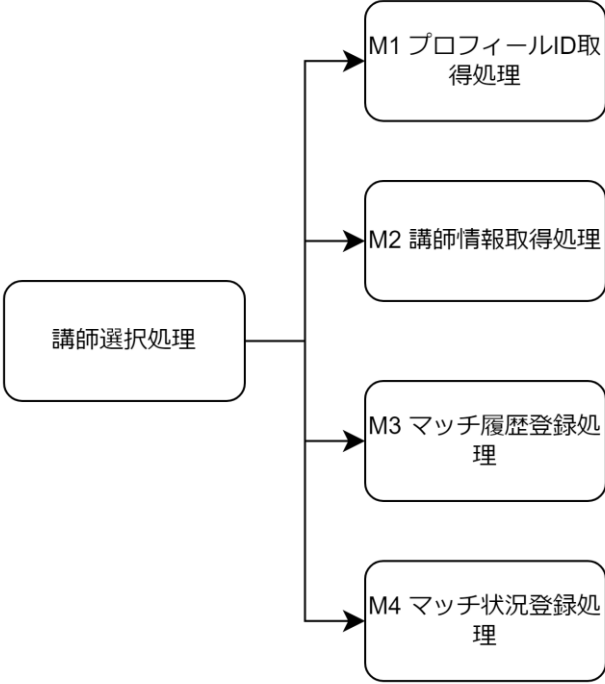 M1 プロフィールID取
得処理
M2 講師情報取得処理
講師選択処理
M3 マッチ履歴登録処
理
M4 マッチ状況登録処
理